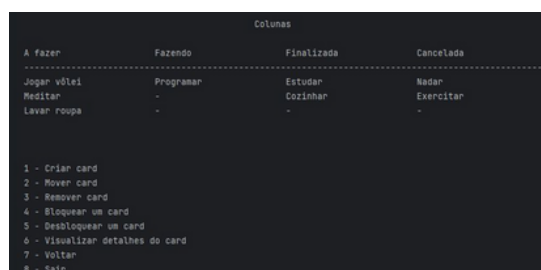 Colunas
A fazer Fazendo Finalizada Cancelada
--------------------------------------------------------------------------------
Jogar vôlei Programar Estudar Nadar
Meditar - Cozinhar Exercitar
Lavar roupa - - -
1 - Criar card
2 - Mover card
3 - Remover card
4 - Bloquear um card
5 - Desbloquear um card
6 - Visualizar detalhes do card
7 - Voltar
8 - Sair